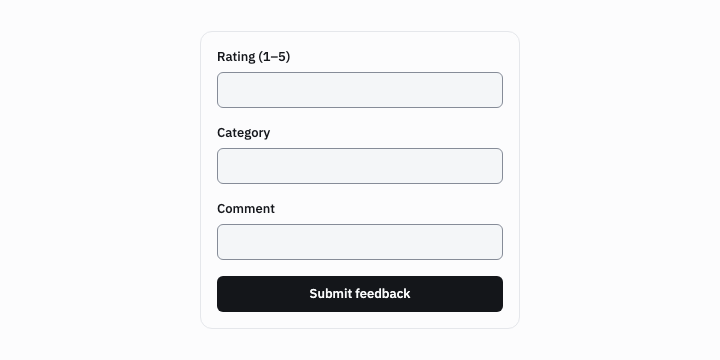 Rating (1–5)
Category
Comment
Submit feedback